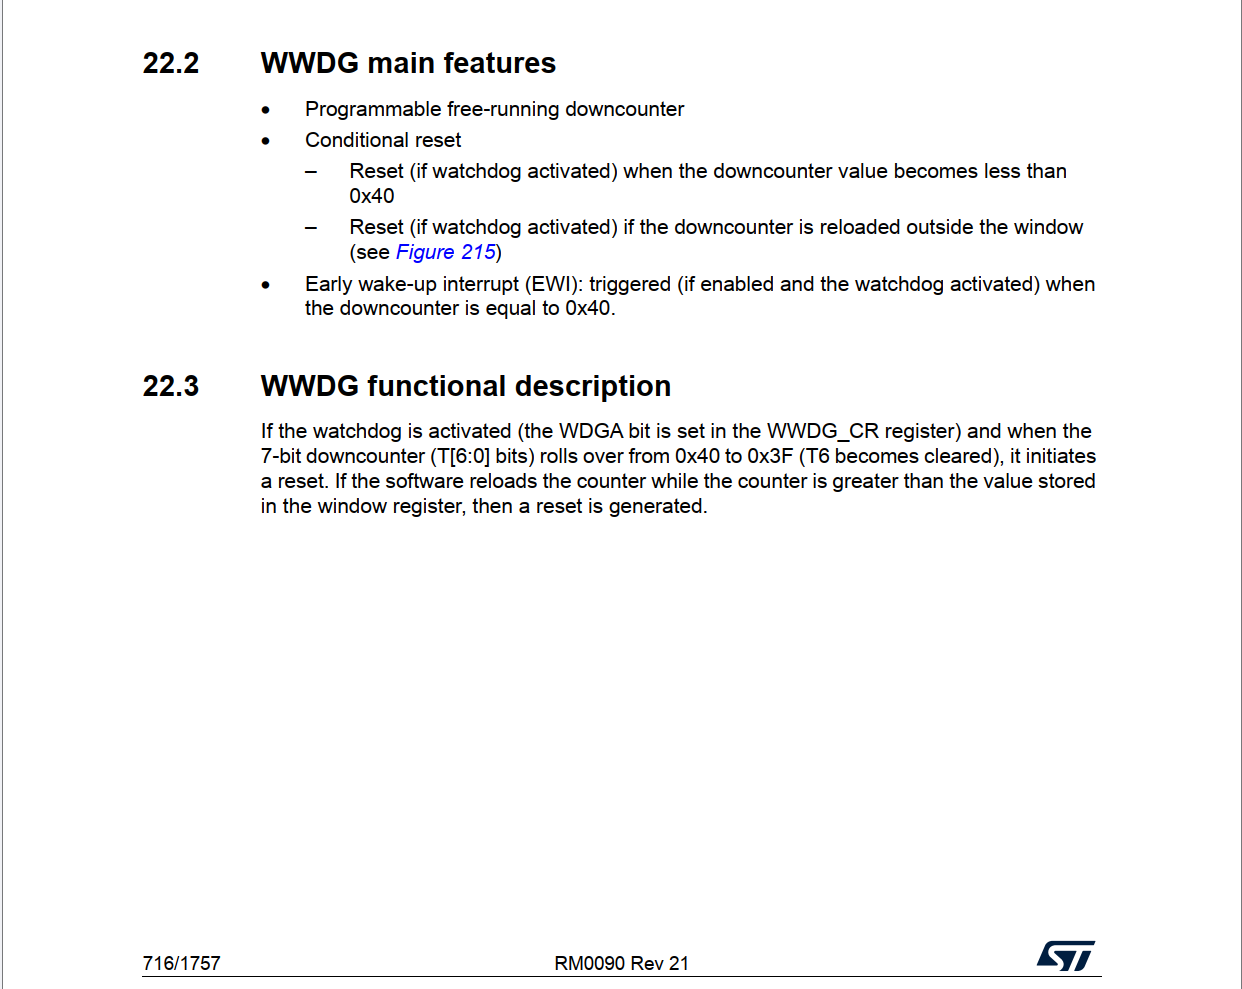 22.2 WWDG main features
• Programmable free-running downcounter
• Conditional reset
– Reset (if watchdog activated) when the downcounter value becomes less than
0x40
– Reset (if watchdog activated) if the downcounter is reloaded outside the window
(see Figure 215)
• Early wake-up interrupt (EWI): triggered (if enabled and the watchdog activated) when
the downcounter is equal to 0x40.
22.3 WWDG functional description
If the watchdog is activated (the WDGA bit is set in the WWDG_CR register) and when the
7-bit downcounter (T[6:0] bits) rolls over from 0x40 to 0x3F (T6 becomes cleared), it initiates
a reset. If the software reloads the counter while the counter is greater than the value stored
in the window register, then a reset is generated.
716/1757 RM0090 Rev 21 ST